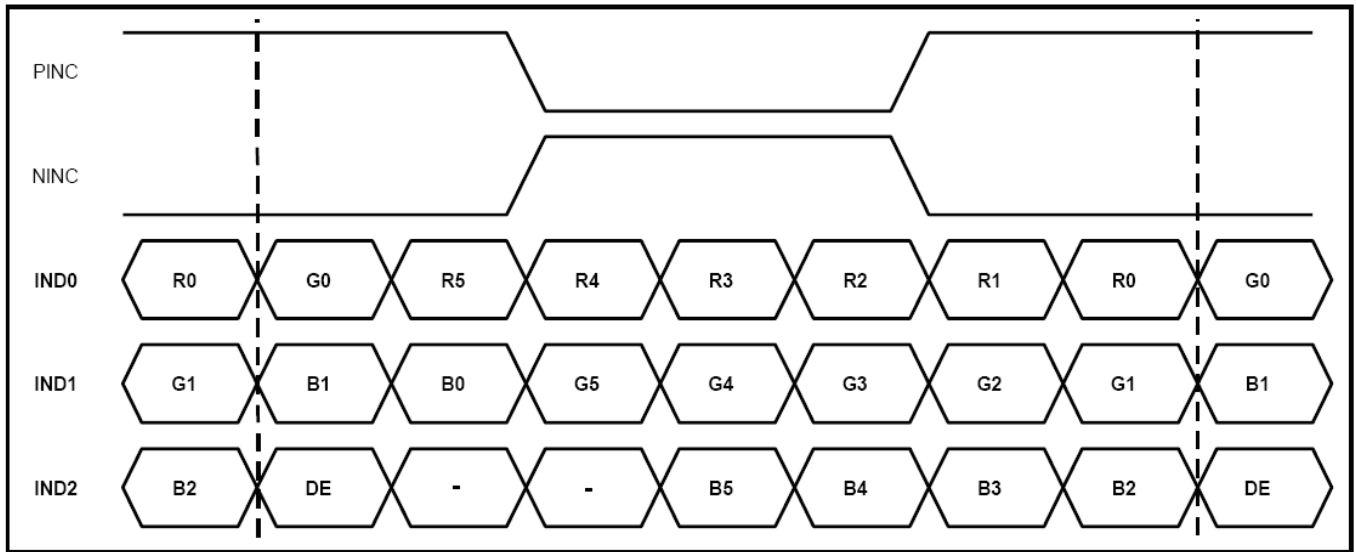 PINC
NINC
IND0 R0 G0 R5 R4 R3 R2 R1 R0 G0
IND1 G1 B1 B0 G5 G4 G3 G2 G1 B1
IND2 B2 DE - - B5 B4 B3 B2 DE